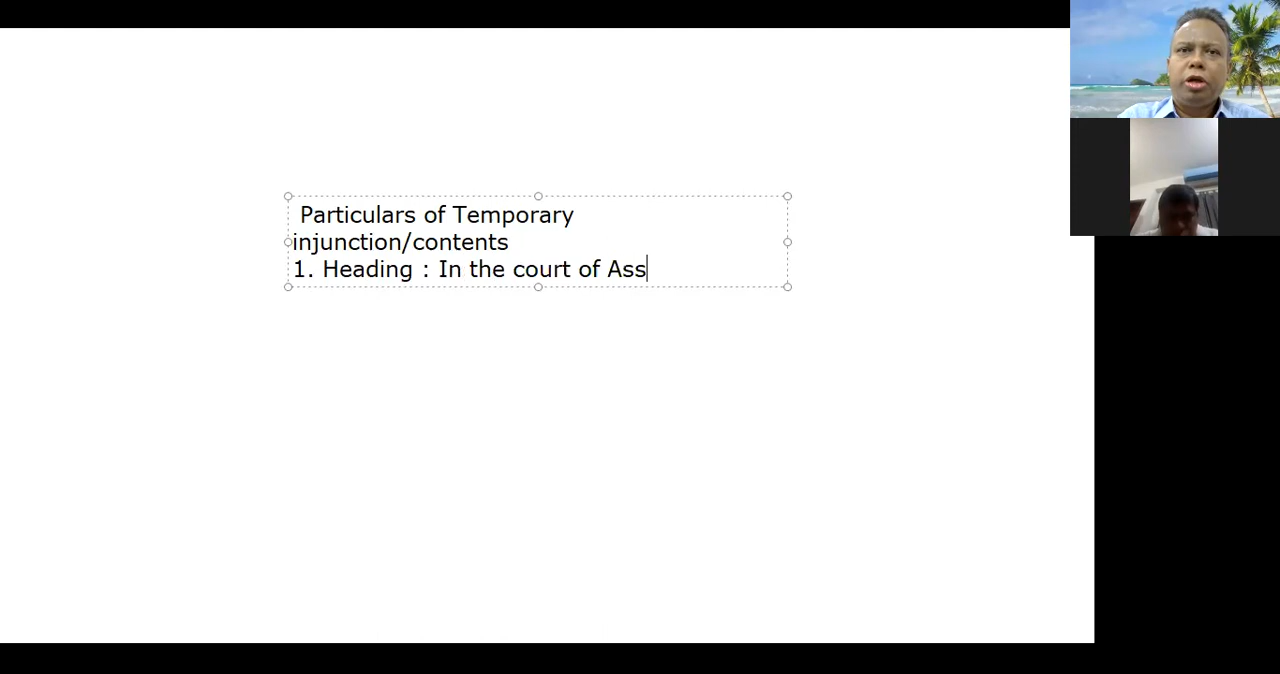 Particulars of Temporary
injunction/contents
1. Heading : In the court of Ass